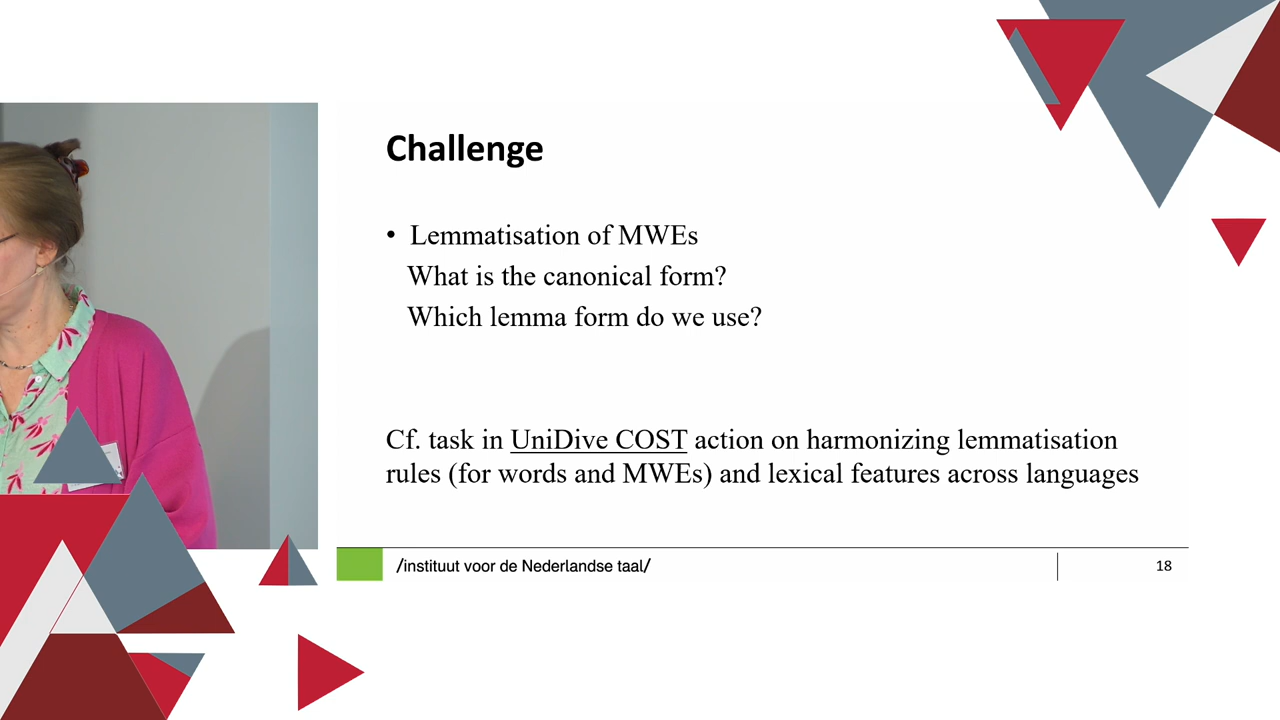 Challenge
• Lemmatisation of MWEs
What is the canonical form?
Which lemma form do we use?
Cf. task in UniDive COST action on harmonizing lemmatisation
rules (for words and MWEs) and lexical features across languages
/instituut voor de Nederlandse taal/
18